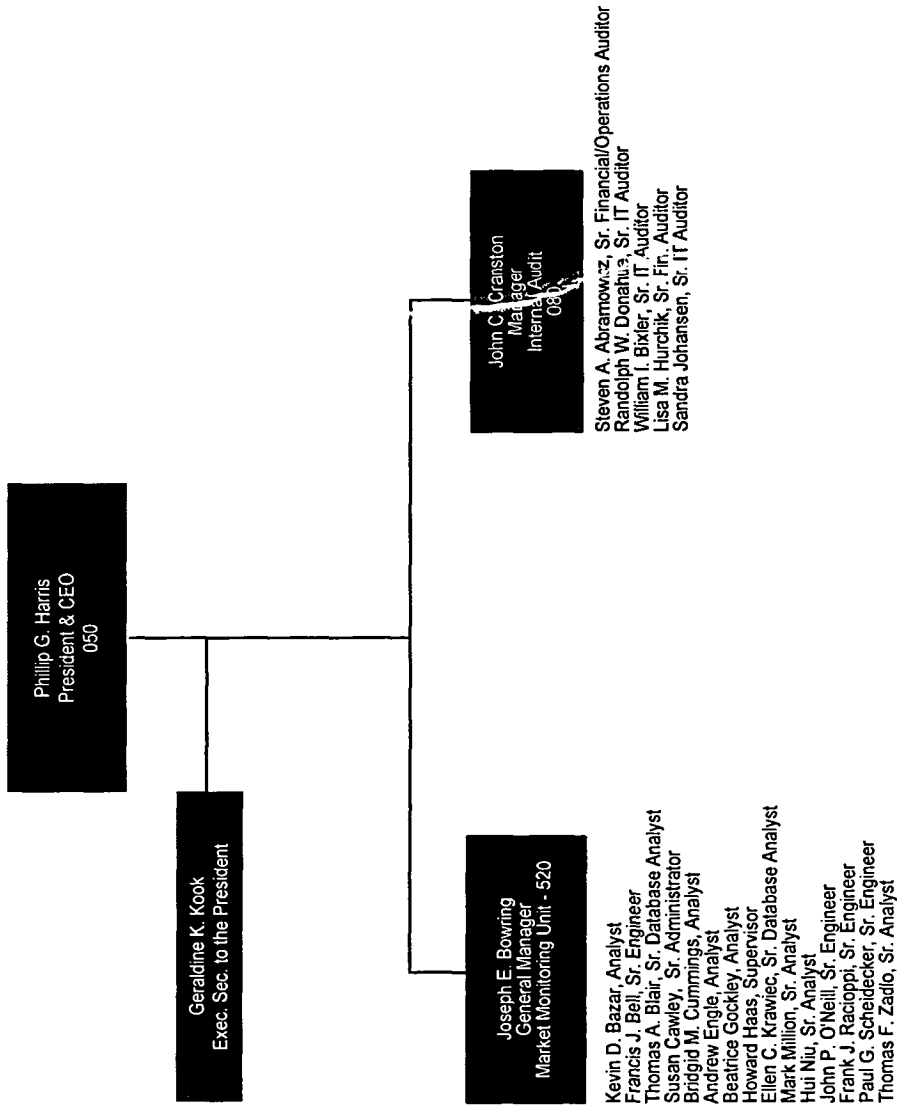 Phillip G. Harris
President & CEO
050
Geraldine K. Kook
Exec. Sec. to the President
Joseph E. Bowring
General Manager
Market Monitoring Unit - 520
Kevin D. Bazar, Analyst
Francis J. Bell, Sr. Engineer
Thomas A. Blair, Sr. Database Analyst
Susan Cawley, Sr. Administrator
Bridgid M. Cummings, Analyst
Andrew Engle, Analyst
Beatrice Gockley, Analyst
Howard Haas, Supervisor
Ellen C. Krawiec, Sr. Database Analyst
Mark Million, Sr. Analyst
Hui Niu, Sr. Analyst
John P. O'Neill, Sr. Engineer
Frank J. Racioppi, Sr. Engineer
Paul G. Scheidecker, Sr. Engineer
Thomas F. Zadlo, Sr. Analyst
John C. Cranston
Manager
Internal Audit
080
Steven A. Abramowicz, Sr. Financial/Operations Auditor
Randolph W. Donahue, Sr. IT Auditor
William I. Bixler, Sr. IT Auditor
Lisa M. Hurchik, Sr. Fin. Auditor
Sandra Johansen, Sr. IT Auditor